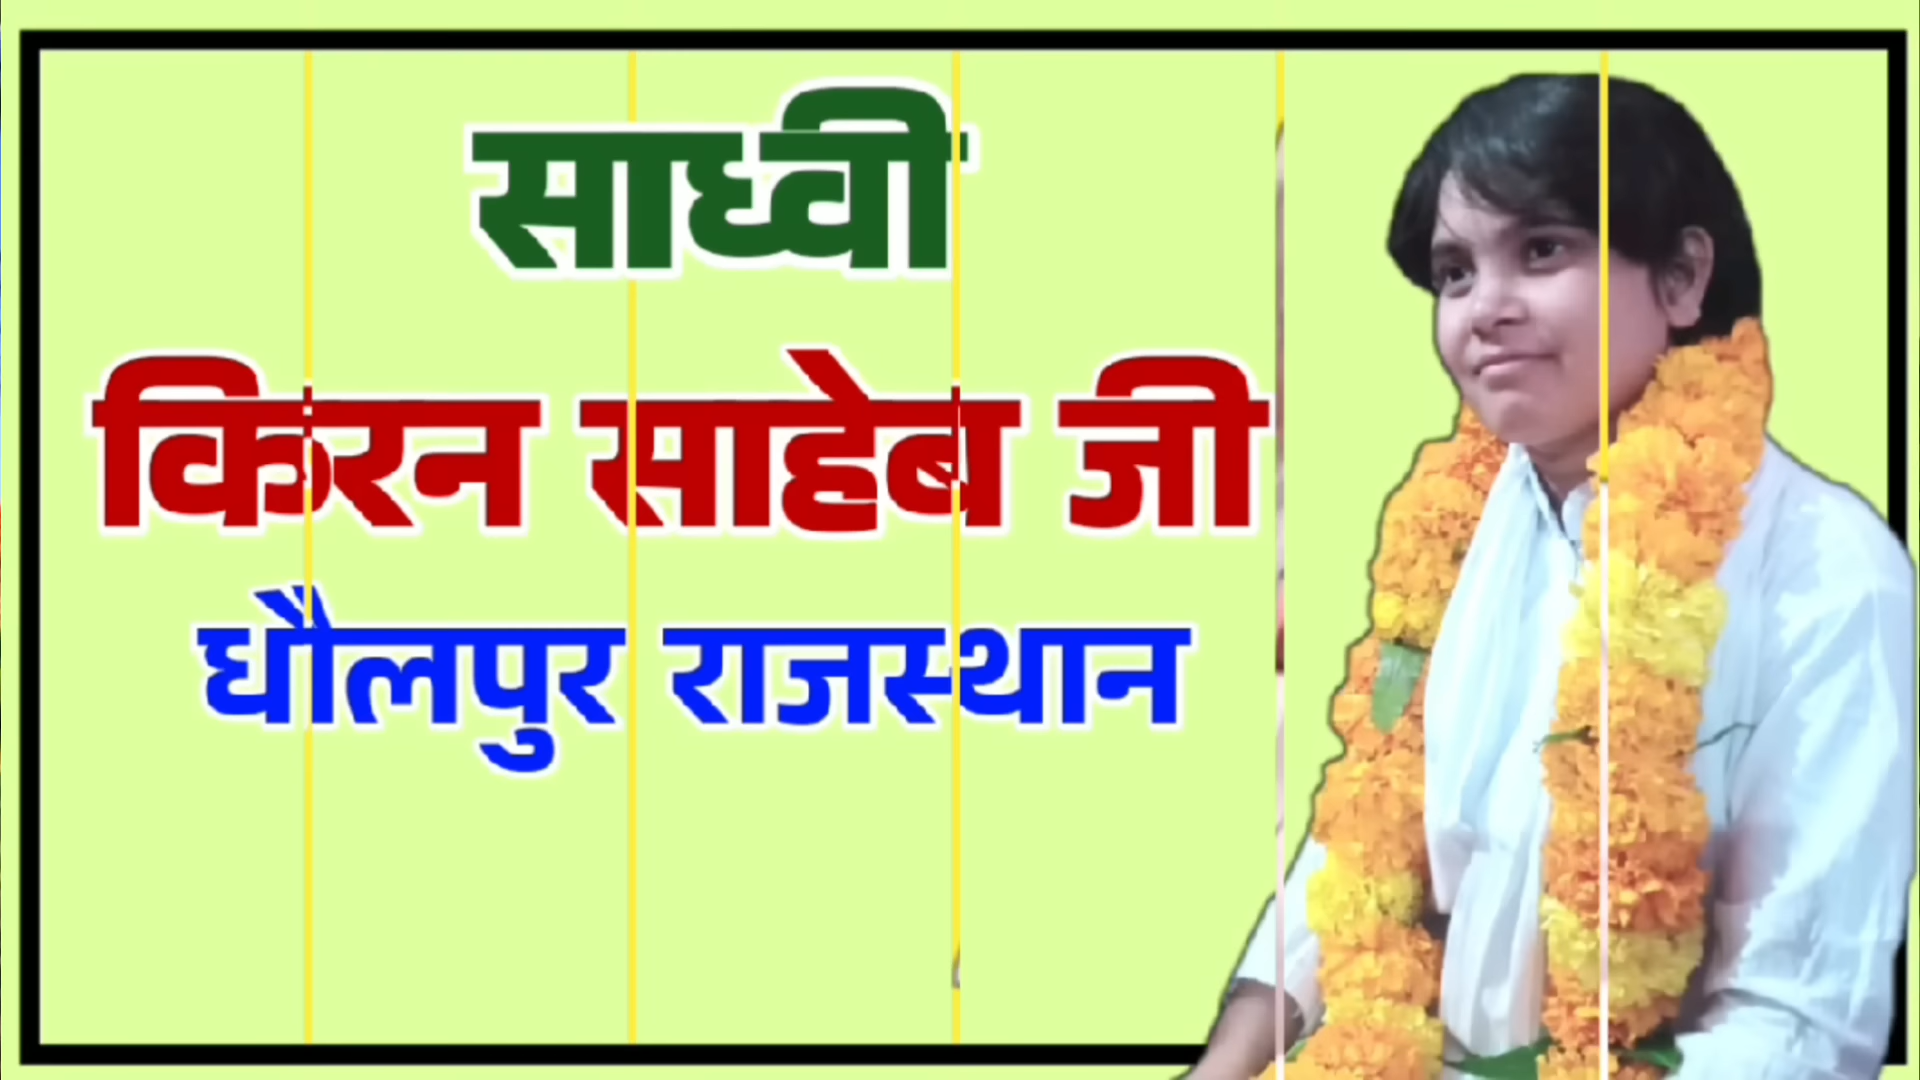 साध्वी
किरन साहेब जी
धौलपुर राजस्थान